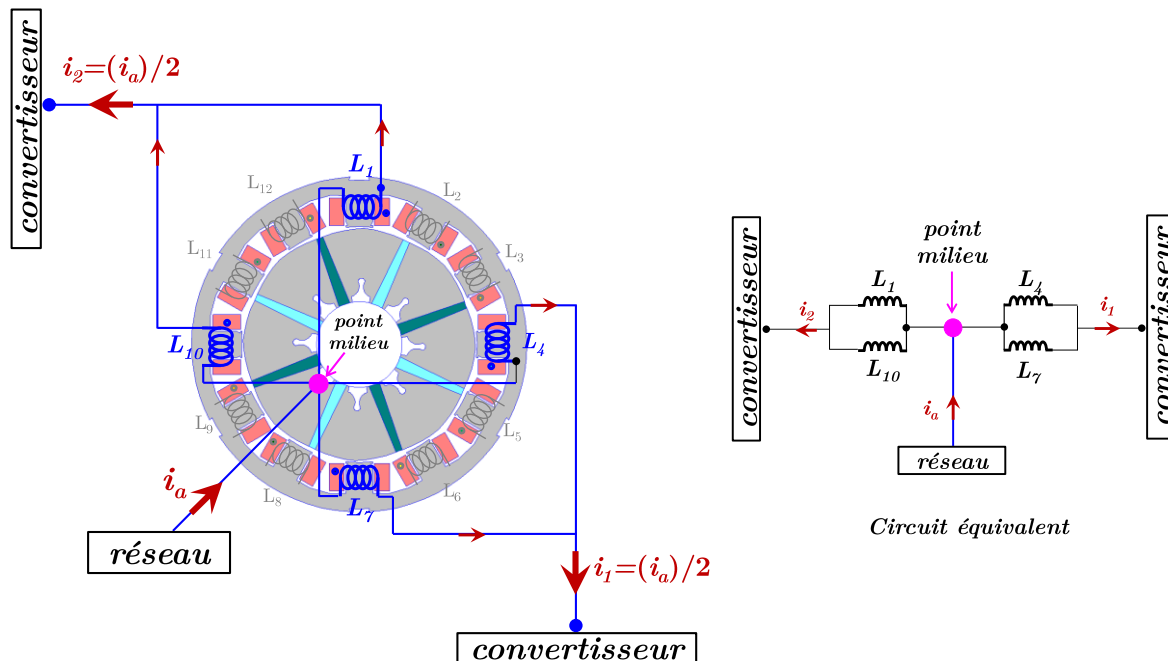 convertisseur
i₂=(iₐ)/2
L₁
L₁₂
L₂
L₁₁
L₃
point
milieu
L₁₀
L₄
L₉
L₅
L₈
L₆
L₇
iₐ
réseau
i₁=(iₐ)/2
convertisseur
convertisseur
point
milieu
L₁
L₄
i₂
i₁
L₁₀
L₇
iₐ
réseau
convertisseur
Circuit équivalent